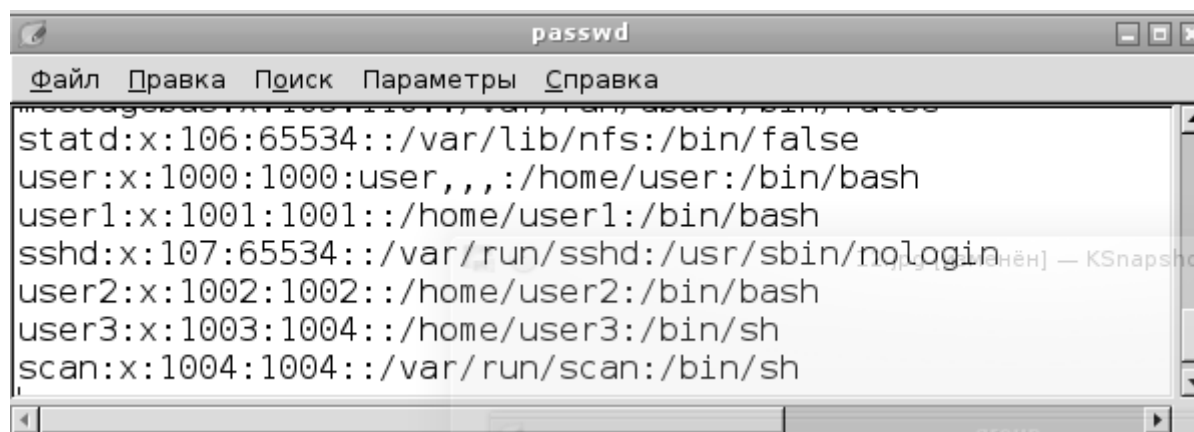 passwd
Файл Правка Поиск Параметры Справка
statd:x:106:65534::/var/lib/nfs:/bin/false
user:x:1000:1000:user,,,:/home/user:/bin/bash
user1:x:1001:1001::/home/user1:/bin/bash
sshd:x:107:65534::/var/run/sshd:/usr/sbin/nologin
— KSnapsho
user2:x:1002:1002::/home/user2:/bin/bash
user3:x:1003:1004::/home/user3:/bin/sh
scan:x:1004:1004::/var/run/scan:/bin/sh